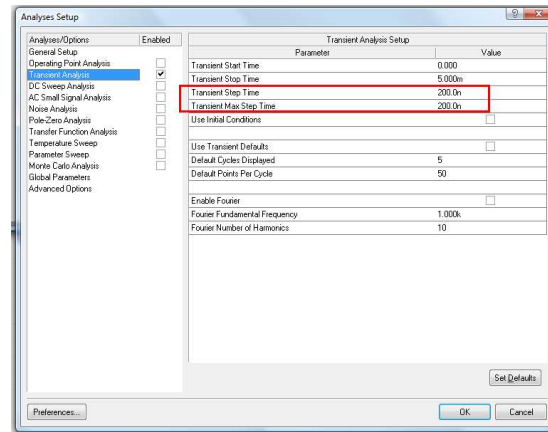 Analyses Setup
Analyses/Options Enabled
General Setup
Operating Point Analysis
Transient Analysis
DC Sweep Analysis
AC Small Signal Analysis
Noise Analysis
Pole-Zero Analysis
Transfer Function Analysis
Temperature Sweep
Parameter Sweep
Monte Carlo Analysis
Global Parameters
Advanced Options
Transient Analysis Setup
Parameter Value
Transient Start Time 0.000
Transient Stop Time 5.000m
Transient Step Time 200.0n
Transient Max Step Time 200.0n
Use Initial Conditions
Use Transient Defaults
Default Cycles Displayed 5
Default Points Per Cycle 50
Enable Fourier
Fourier Fundamental Frequency 1.000k
Fourier Number of Harmonics 10
Set Defaults
Preferences... OK Cancel